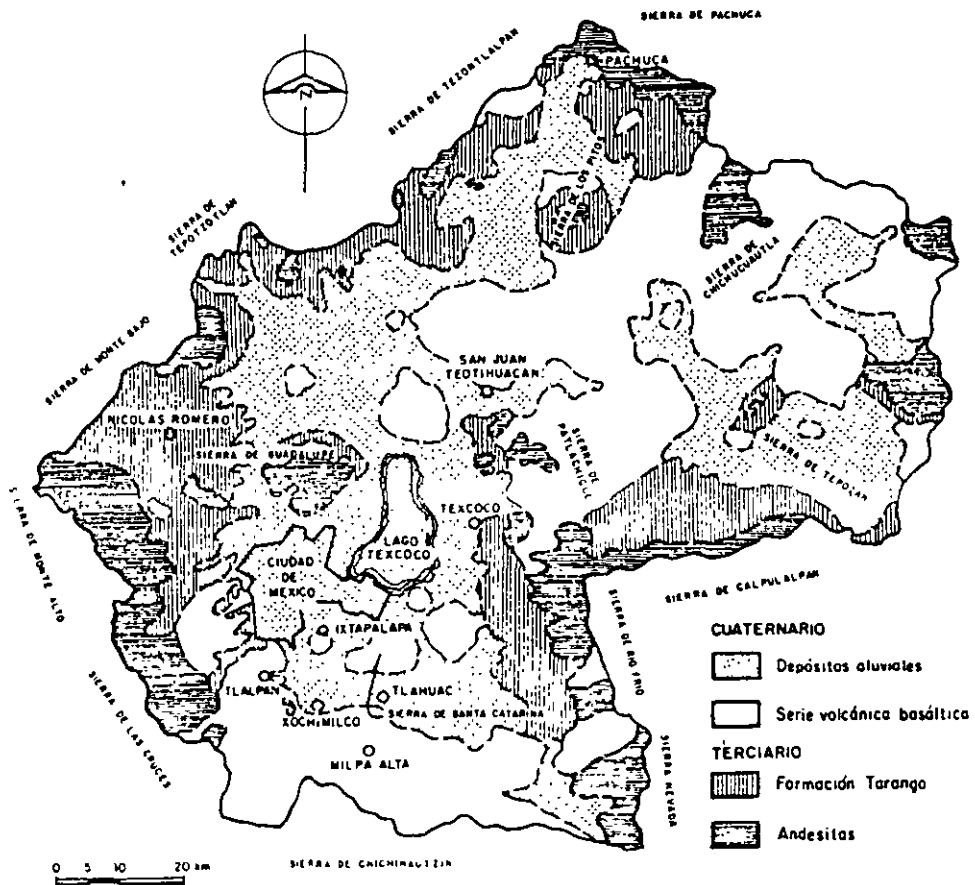 SIERRA DE PACHUCA
PACHUCA
SIERRA DE TEZONTLALPAN
N
SIERRA DE LOS PITOS
SIERRA DE
TEPOTZOTLAN
SIERRA DE
CHICHUCUAUTLA
SIERRA DE MONTE BAJO
SAN JUAN
TEOTIHUACAN
NICOLAS ROMERO
SIERRA DE GUADALUPE
SIERRA DE
PATLACHIQUE
SIERRA DE TEPOZAN
TEXCOCO
LAGO
TEXCOCO
CIUDAD
DE
MEXICO
SIERRA DE MONTE ALTO
SIERRA DE CALPULALPAN
SIERRA DE RIO FRIO
IXTAPALAPA
TLALPAN
TLAHUAC
XOCHIMILCO
SIERRA DE SANTA CATARINA
SIERRA DE LAS CRUCES
MILPA ALTA
SIERRA NEVADA
CUATERNARIO
Depósitos aluviales
Serie volcánica basáltica
TERCIARIO
Formación Tarango
Andesitas
0 5 10 20 km
SIERRA DE CHICHINAUTZIN